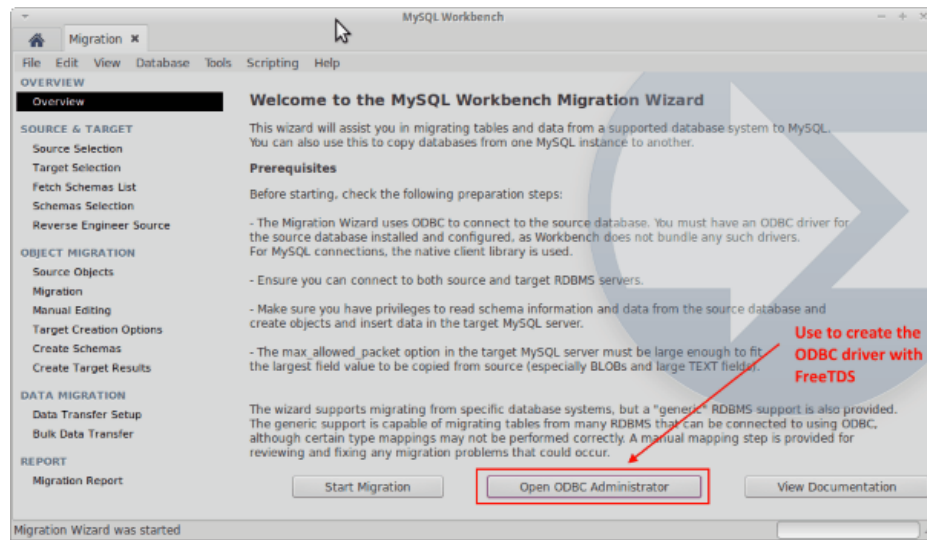 MySQL Workbench
Migration
File Edit View Database Tools Scripting Help
OVERVIEW
Overview
SOURCE & TARGET
Source Selection
Target Selection
Fetch Schemas List
Schemas Selection
Reverse Engineer Source
OBJECT MIGRATION
Source Objects
Migration
Manual Editing
Target Creation Options
Create Schemas
Create Target Results
DATA MIGRATION
Data Transfer Setup
Bulk Data Transfer
REPORT
Migration Report
Welcome to the MySQL Workbench Migration Wizard
This wizard will assist you in migrating tables and data from a supported database system to MySQL.
You can also use this to copy databases from one MySQL instance to another.
Prerequisites
Before starting, check the following preparation steps:
- The Migration Wizard uses ODBC to connect to the source database. You must have an ODBC driver for
the source database installed and configured, as Workbench does not bundle any such drivers.
For MySQL connections, the native client library is used.
- Ensure you can connect to both source and target RDBMS servers.
- Make sure you have privileges to read schema information and data from the source database and
create objects and insert data in the target MySQL server.
- The max_allowed_packet option in the target MySQL server must be large enough to fit
the largest field value to be copied from source (especially BLOBs and large TEXT fields).
Use to create the
ODBC driver with
FreeTDS
The wizard supports migrating from specific database systems, but a "generic" RDBMS support is also provided.
The generic support is capable of migrating tables from many RDBMS that can be connected to using ODBC,
although certain type mappings may not be performed correctly. A manual mapping step is provided for
reviewing and fixing any migration problems that could occur.
Start Migration
Open ODBC Administrator
View Documentation
Migration Wizard was started